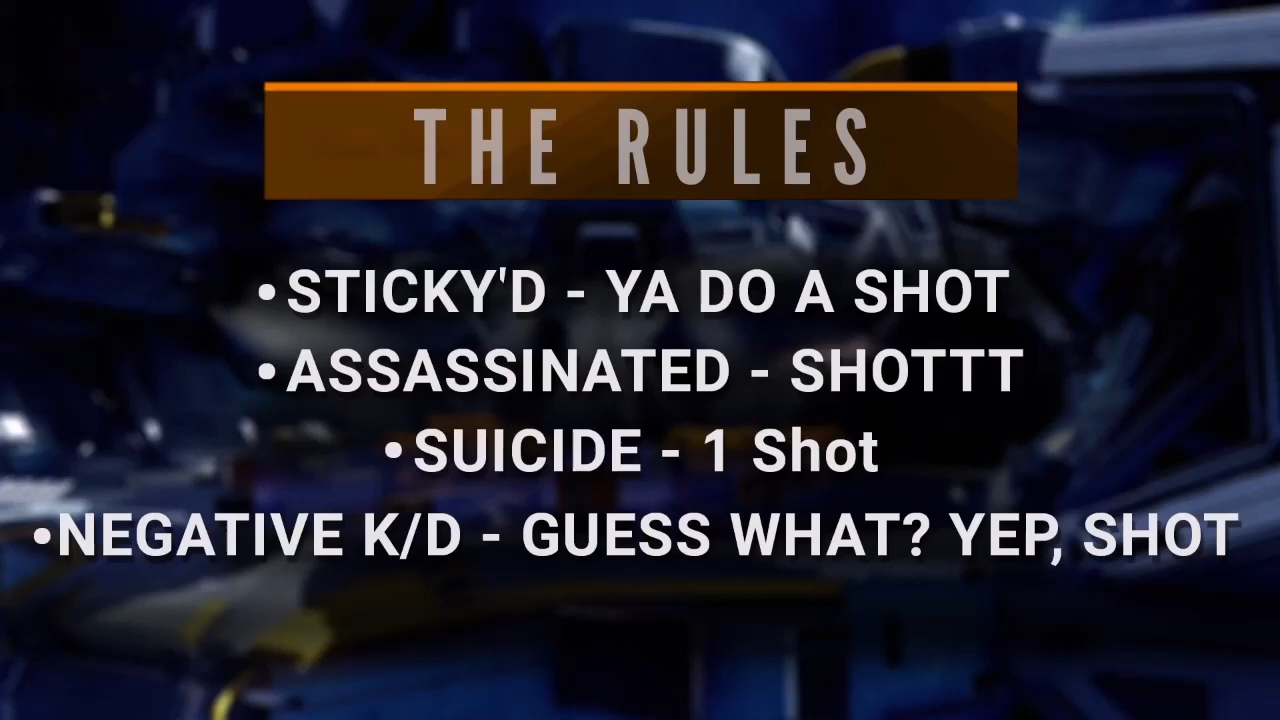 THE RULES
•STICKY'D - YA DO A SHOT
•ASSASSINATED - SHOTTT
•SUICIDE - 1 Shot
•NEGATIVE K/D - GUESS WHAT? YEP, SHOT